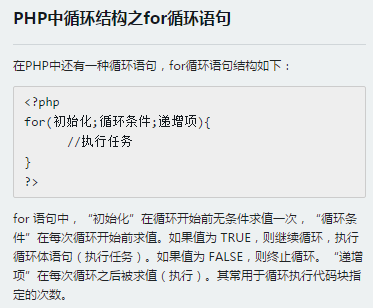 PHP中循环结构之for循环语句
在PHP中还有一种循环语句，for循环语句结构如下：
<?php
for(初始化;循环条件;递增项){
//执行任务
}
?>
for 语句中，“初始化”在循环开始前无条件求值一次，“循环条
件”在每次循环开始前求值。如果值为 TRUE，则继续循环，执行
循环体语句（执行任务）。如果值为 FALSE，则终止循环。“递增
项”在每次循环之后被求值（执行）。其常用于循环执行代码块指
定的次数。